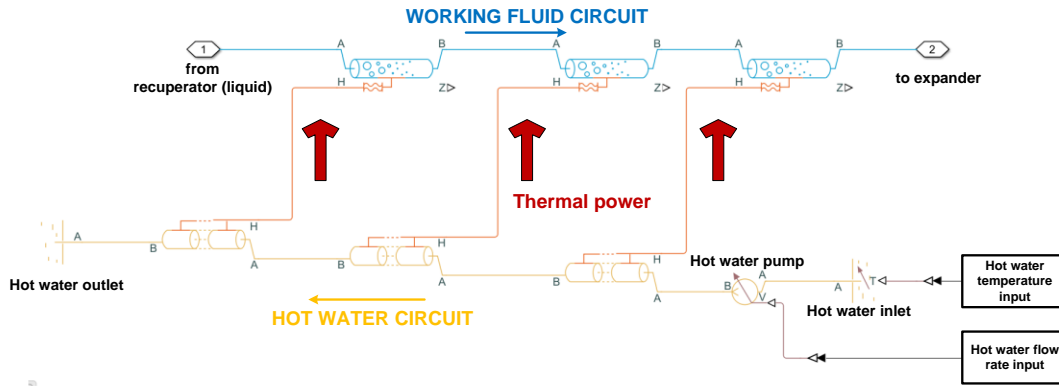 WORKING FLUID CIRCUIT
1
A
B
A
B
A
B
2
from
recuperator (liquid)
to expander
H
Z
H
Z
H
Z
Thermal power
A
B
H
A
B
H
A
B
H
A
Hot water outlet
HOT WATER CIRCUIT
Hot water pump
B
A
V
A
T
Hot water inlet
Hot water
temperature
input
Hot water flow
rate input